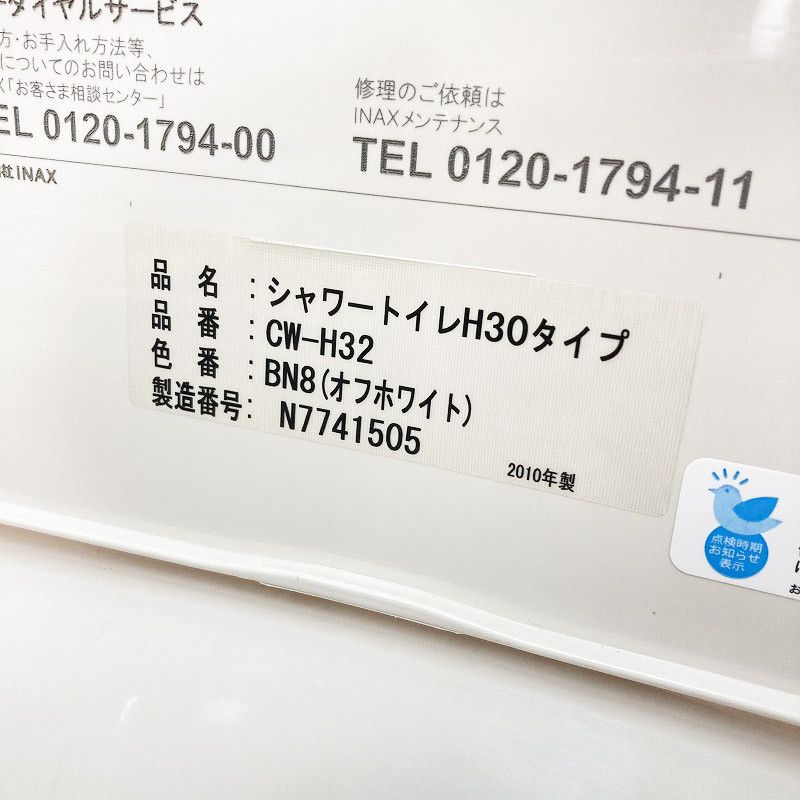 ーダイヤルサービス
方・お手入れ方法等、
についてのお問い合わせは
「お客さま相談センター」
EL 0120-1794-00
社 INAX
修理のご依頼は
INAXメンテナンス
TEL 0120-1794-11
品 名 : シャワートイレH30タイプ
品 番 : CW-H32
色 番 : BN8(オフホワイト)
製造番号: N7741505
2010年製
点検時期
お知らせ
表示